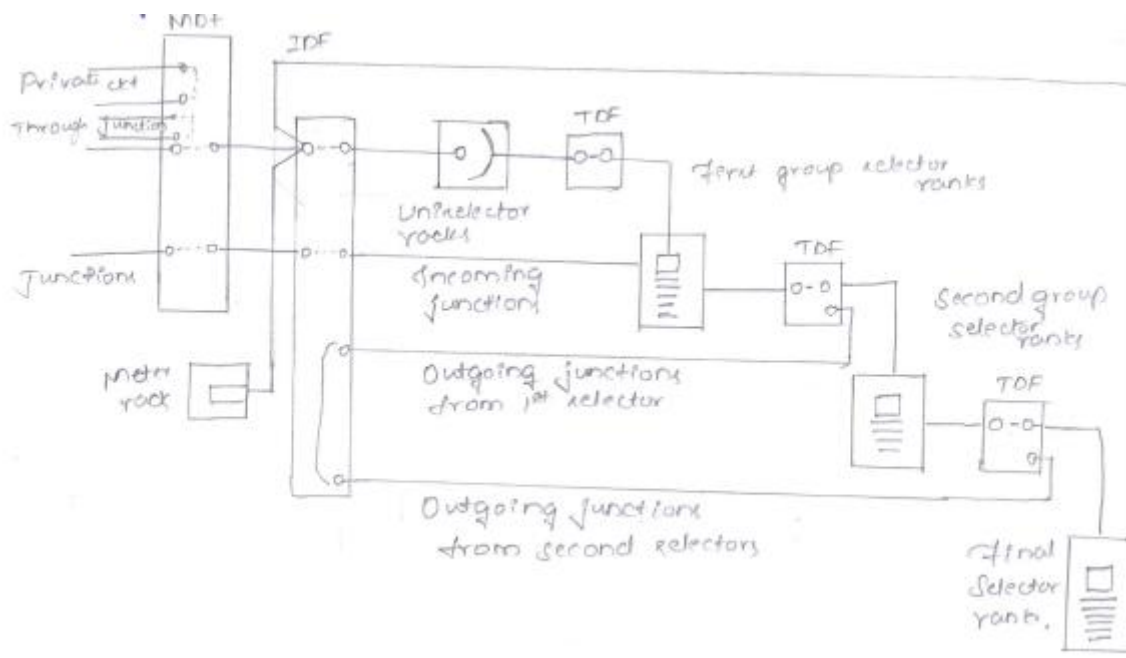 MDF
IDF
Private ckt
Through Junction
TDF
First group selector
ranks
Uniselector
racks
TDF
Junctions
Incoming
junctions
Second group
selector
ranks
Meter
rack
Outgoing junctions
from 1st selector
TDF
Outgoing junctions
from second selectors
Final
Selector
rank.